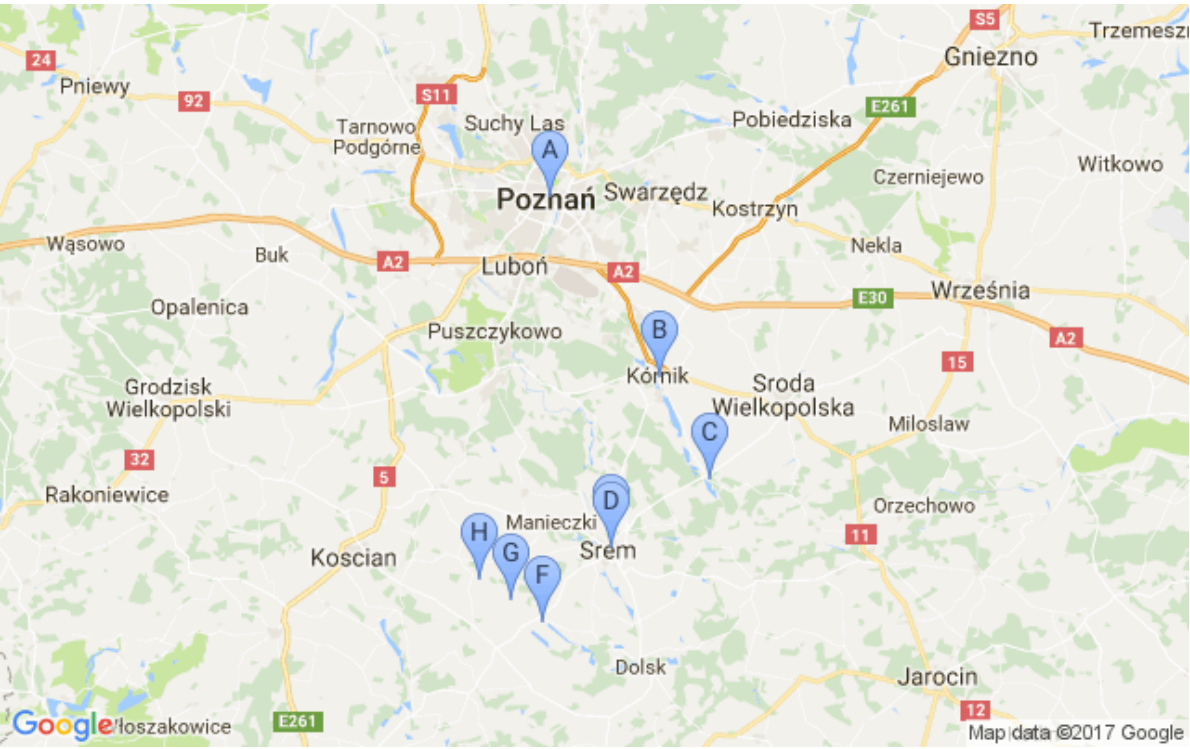 S5
Trzemesz
Gniezno
24
Pniewy
S11
92
E261
Pobiedziska
Suchy Las
Tarnowo
Podgórne
A
Witkowo
Czerniejewo
Poznań
Swarzędz
Kostrzyn
Wąsowo
Buk
A2
Luboń
A2
Nekla
Września
E30
Opalenica
Puszczykowo
B
A2
15
Kórnik
Grodzisk
Wielkopolski
Sroda
Wielkopolska
C
Miloslaw
32
5
Rakoniewice
D
Orzechowo
Manieczki
11
H
Koscian
Srem
G
F
Dolsk
Jarocin
12
Google
łoszakowice
E261
Map data ©2017 Google